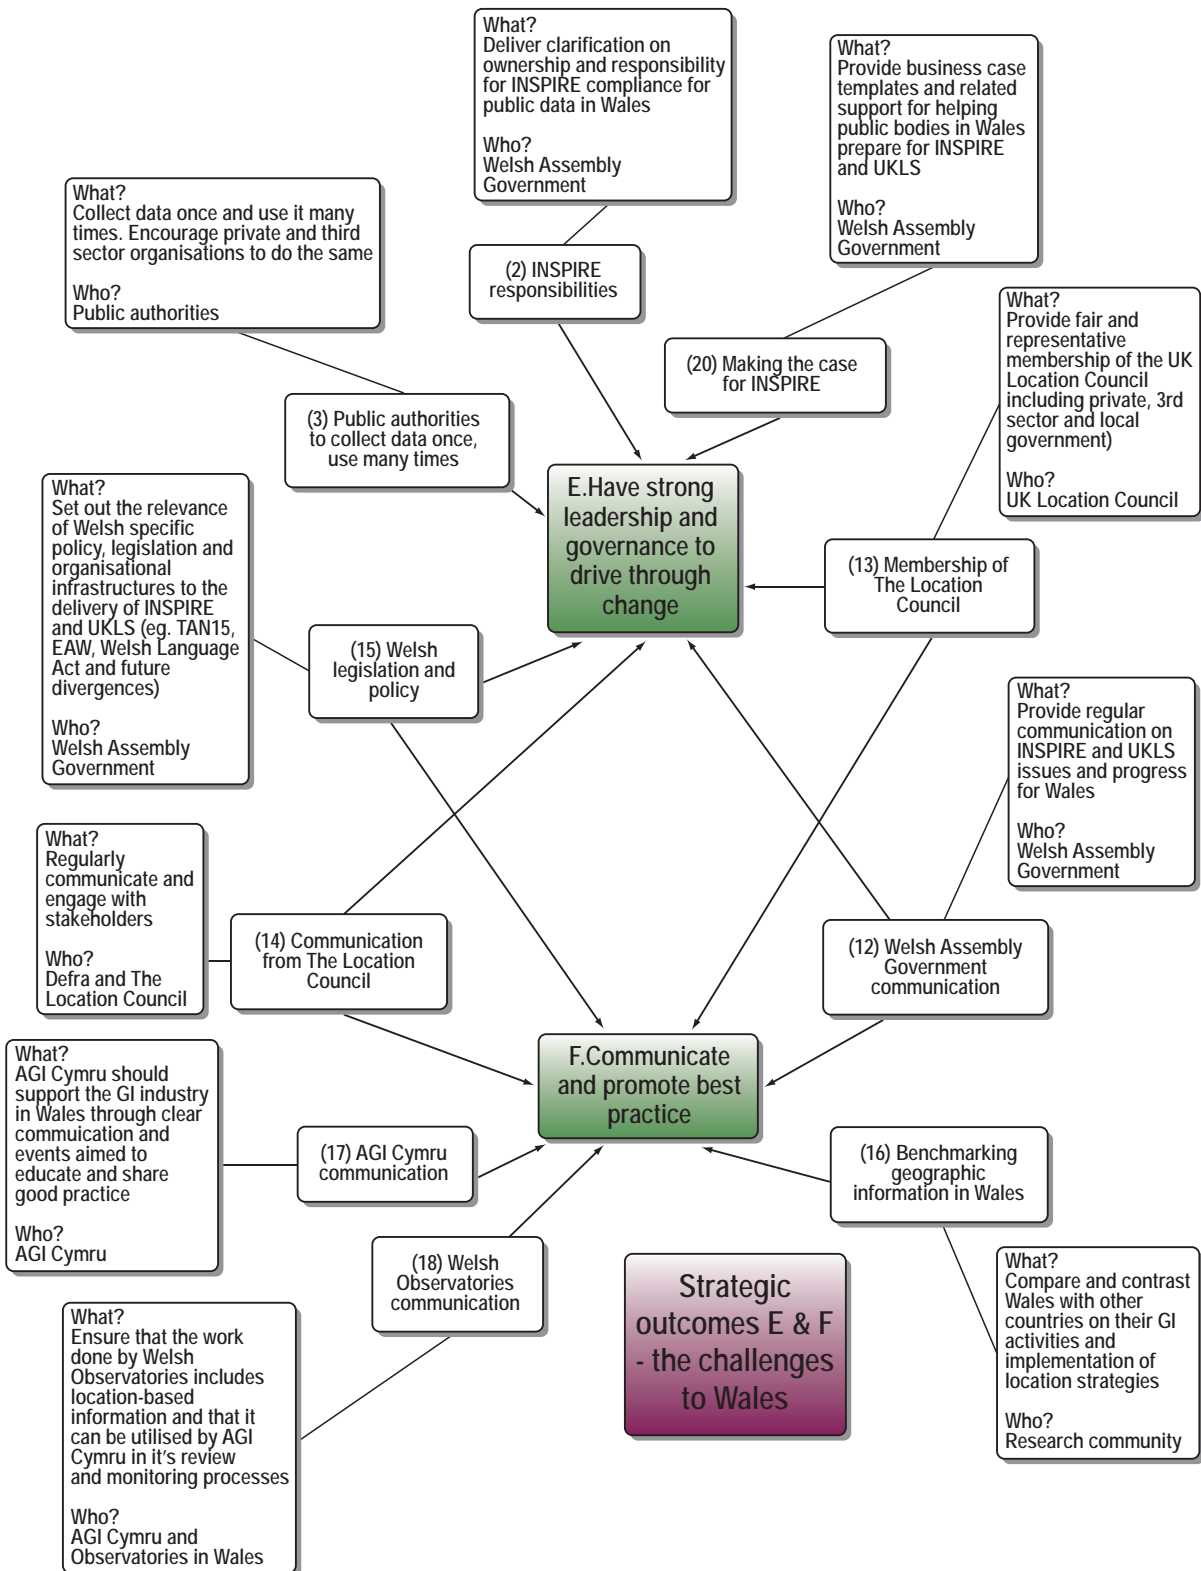 What?
Deliver clarification on
ownership and responsibility
for INSPIRE compliance for
public data in Wales
Who?
Welsh Assembly
Government
What?
Provide business case
templates and related
support for helping
public bodies in Wales
prepare for INSPIRE
and UKLS
Who?
Welsh Assembly
Government
What?
Collect data once and use it many
times. Encourage private and third
sector organisations to do the same
Who?
Public authorities
(2) INSPIRE
responsibilities
What?
Provide fair and
representative
membership of the UK
Location Council
including private, 3rd
sector and local
government)
Who?
UK Location Council
(20) Making the case
for INSPIRE
(3) Public authorities
to collect data once,
use many times
E.Have strong
leadership and
governance to
drive through
change
What?
Set out the relevance
of Welsh specific
policy, legislation and
organisational
infrastructures to the
delivery of INSPIRE
and UKLS (eg. TAN15,
EAW, Welsh Language
Act and future
divergences)
Who?
Welsh Assembly
Government
(13) Membership of
The Location
Council
(15) Welsh
legislation and
policy
What?
Provide regular
communication on
INSPIRE and UKLS
issues and progress
for Wales
Who?
Welsh Assembly
Government
What?
Regularly
communicate and
engage with
stakeholders
Who?
Defra and The
Location Council
(14) Communication
from The Location
Council
(12) Welsh Assembly
Government
communication
F.Communicate
and promote best
practice
What?
AGI Cymru should
support the GI industry
in Wales through clear
commuication and
events aimed to
educate and share
good practice
Who?
AGI Cymru
(17) AGI Cymru
communication
(16) Benchmarking
geographic
information in Wales
(18) Welsh
Observatories
communication
Strategic
outcomes E & F
- the challenges
to Wales
What?
Compare and contrast
Wales with other
countries on their GI
activities and
implementation of
location strategies
Who?
Research community
What?
Ensure that the work
done by Welsh
Observatories includes
location-based
information and that it
can be utilised by AGI
Cymru in it's review
and monitoring processes
Who?
AGI Cymru and
Observatories in Wales